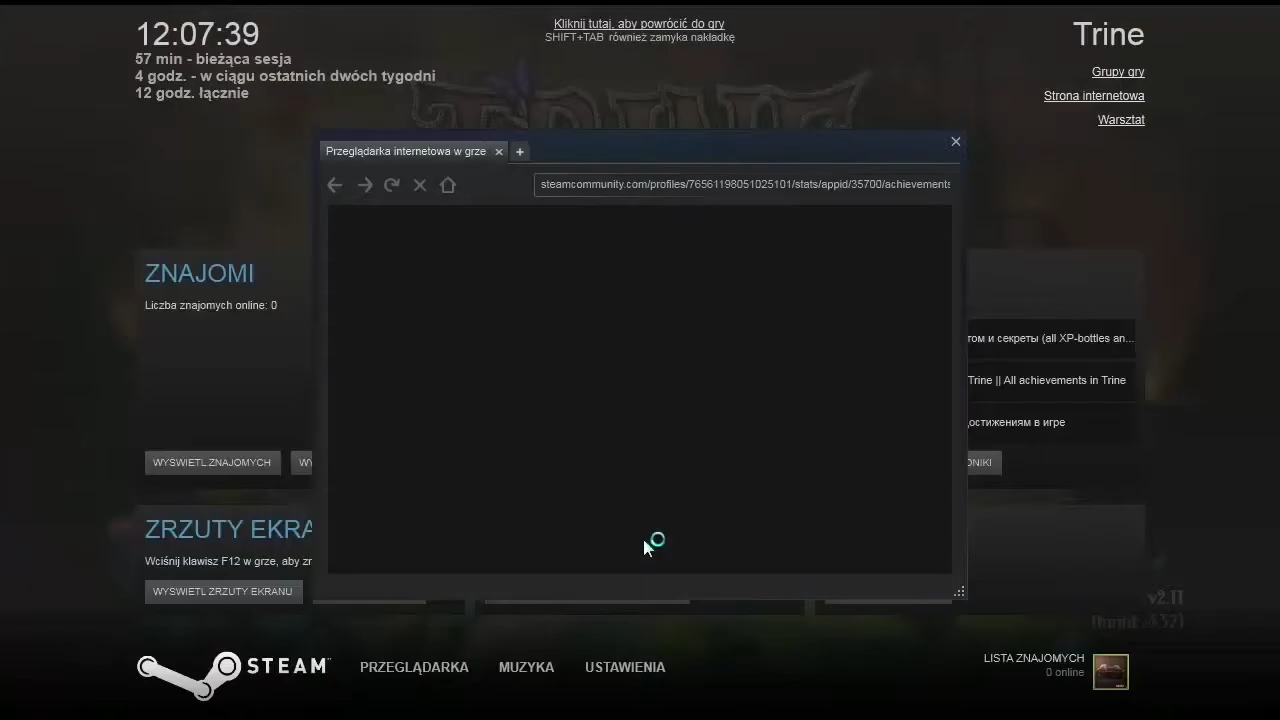 12:07:39
57 min - bieżąca sesja
4 godz. - w ciągu ostatnich dwóch tygodni
12 godz. łącznie
Kliknij tutaj, aby powrócić do gry
SHIFT+TAB również zamyka nakładkę
Trine
Grupy gry
Strona internetowa
Warsztat
TRINE
Przeglądarka internetowa w grze
steamcommunity.com/profiles/76561198051025101/stats/appid/35700/achievements
ZNAJOMI
Liczba znajomych online: 0
том и секреты (all XP-bottles an...
Trine || All achievements in Trine
достижениям в игре
WYŚWIETL ZNAJOMYCH
WY
DNIKI
ZRZUTY EKRA
Wciśnij klawisz F12 w grze, aby zr
WYŚWIETL ZRZUTY EKRANU
v2.11
STEAM
PRZEGLĄDARKA
MUZYKA
USTAWIENIA
LISTA ZNAJOMYCH
0 online